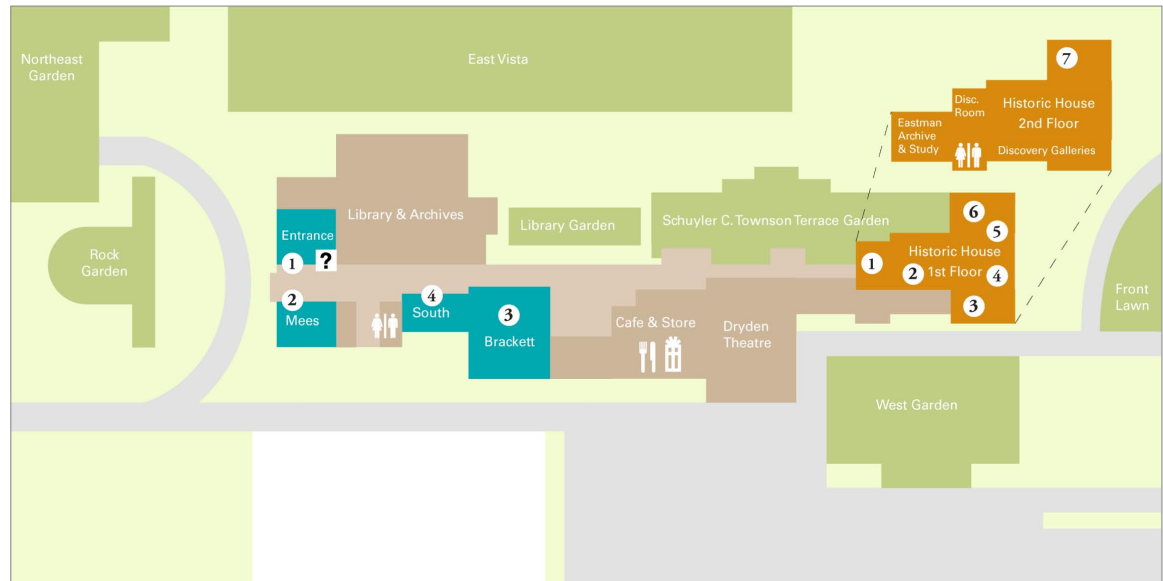 Northeast
Garden
East Vista
7
Disc.
Room
Historic House
2nd Floor
Eastman
Archive
& Study
Discovery Galleries
Library & Archives
Entrance
1
?
Library Garden
Schuyler C. Townson Terrace Garden
6
5
Historic House
1st Floor
1
2
4
3
Rock
Garden
2
Mees
4
South
3
Brackett
Cafe & Store
Dryden
Theatre
Front
Lawn
West Garden